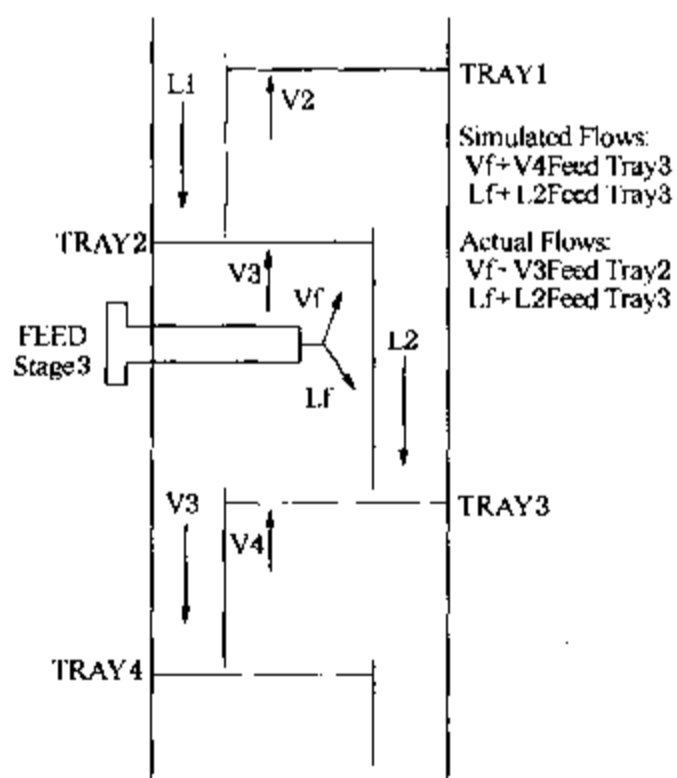 L1
V2
TRAY1
Simulated Flows:
Vf+V4Feed Tray3
Lf+L2Feed Tray3
TRAY2
Actual Flows:
Vf-V3Feed Tray2
Lf+L2Feed Tray3
V3
Vf
FEED
Stage3
L2
Lf
V3
TRAY3
V4
TRAY4